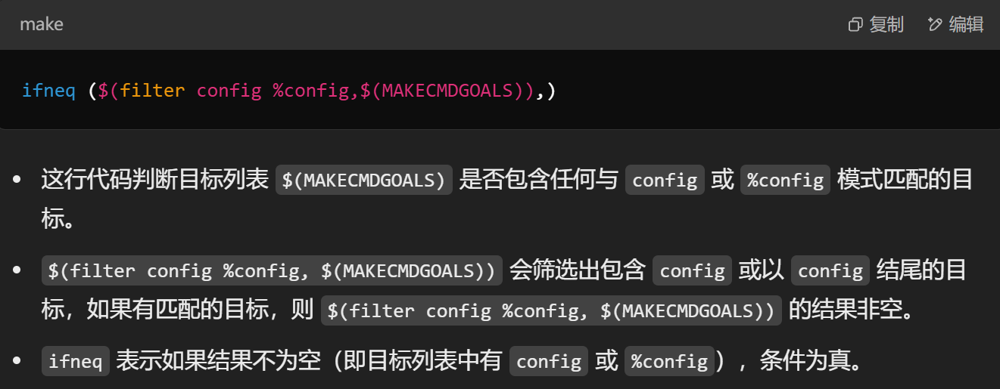 make
复制 编辑
ifneq ($(filter config %config,$(MAKECMDGOALS)),)
这行代码判断目标列表 $(MAKECMDGOALS) 是否包含任何与 config 或 %config 模式匹配的目
标。
$(filter config %config, $(MAKECMDGOALS)) 会筛选出包含 config 或以 config 结尾的目
标，如果有匹配的目标，则 $(filter config %config, $(MAKECMDGOALS)) 的结果非空。
ifneq 表示如果结果不为空（即目标列表中有 config 或 %config），条件为真。